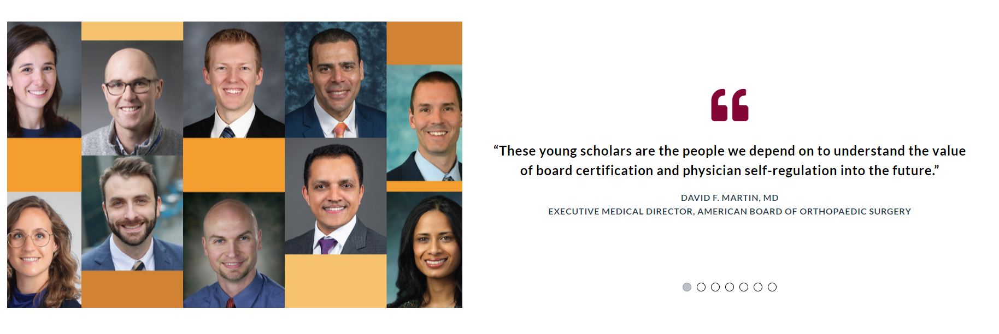 “These young scholars are the people we depend on to understand the value
of board certification and physician self-regulation into the future.”
DAVID F. MARTIN, MD
EXECUTIVE MEDICAL DIRECTOR, AMERICAN BOARD OF ORTHOPAEDIC SURGERY